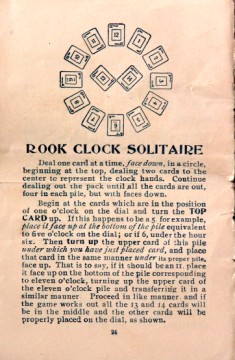 ROOK CLOCK SOLITAIRE
Deal one card at a time, face down, in a circle,
beginning at the top, dealing two cards to the
center to represent the clock hands. Continue
dealing out the pack until all the cards are out,
four in each pile, but with faces down.
Begin at the cards which are in the position
of one o'clock on the dial and turn the TOP
CARD up. If this happens to be a 5, for example,
place it face up at the bottom of the pile equivalent
to five o'clock on the dial; or if 6, under the hour
six. Then turn up the upper card of this pile
under which you have just placed card, and place
that card in the same manner under its proper pile,
face up. That is to say, if it should be an 11, place
it face up on the bottom of the pile corresponding
to eleven o'clock, turning up the upper card of
the eleven o'clock pile and transferring it in a
similar manner. Proceed in like manner, and if
the game works out all the 13 and 14 cards will
be in the middle and the other cards will be
properly placed on the dial, as shown.